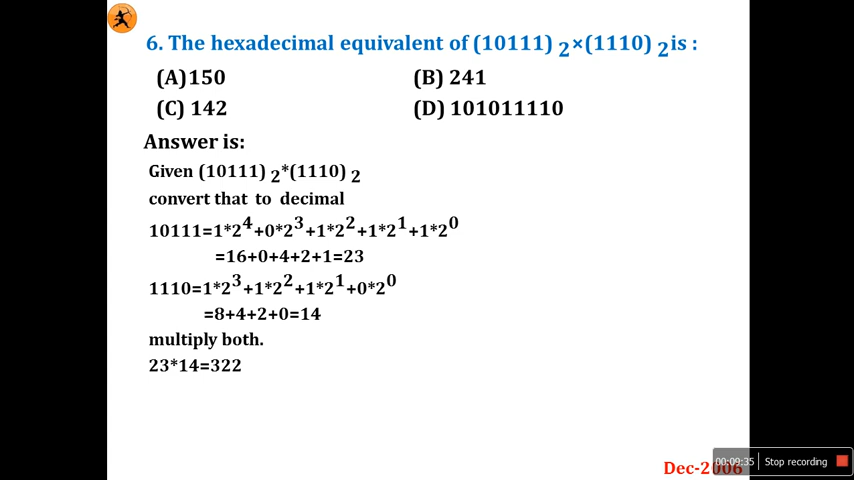 6. The hexadecimal equivalent of (10111) 2×(1110) 2 is :
(A)150 (B) 241
(C) 142 (D) 101011110
Answer is:
Given (10111) 2*(1110) 2
convert that to decimal
10111=1*2^4+0*2^3+1*2^2+1*2^1+1*2^0
=16+0+4+2+1=23
1110=1*2^3+1*2^2+1*2^1+0*2^0
=8+4+2+0=14
multiply both.
23*14=322
Dec-2006
00:09:35 Stop recording